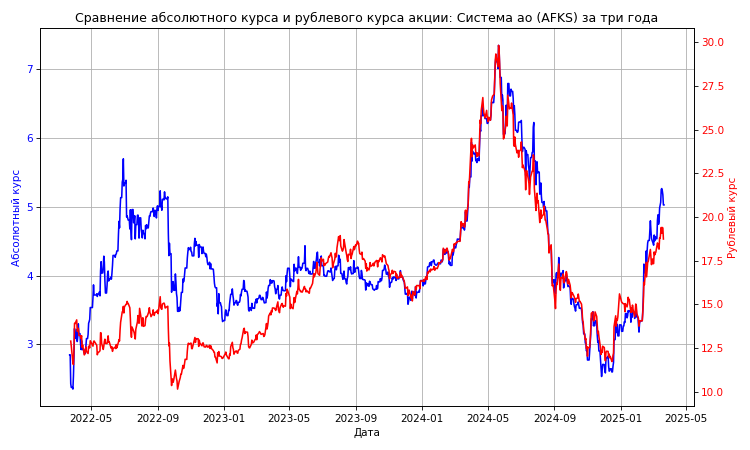 Сравнение абсолютного курса и рублевого курса акции: Система ао (AFKS) за три года
Абсолютный курс
7
6
5
4
3
Рублевый курс
30.0
27.5
25.0
22.5
20.0
17.5
15.0
12.5
10.0
2022-05 2022-09 2023-01 2023-05 2023-09 2024-01 2024-05 2024-09 2025-01 2025-05
Дата